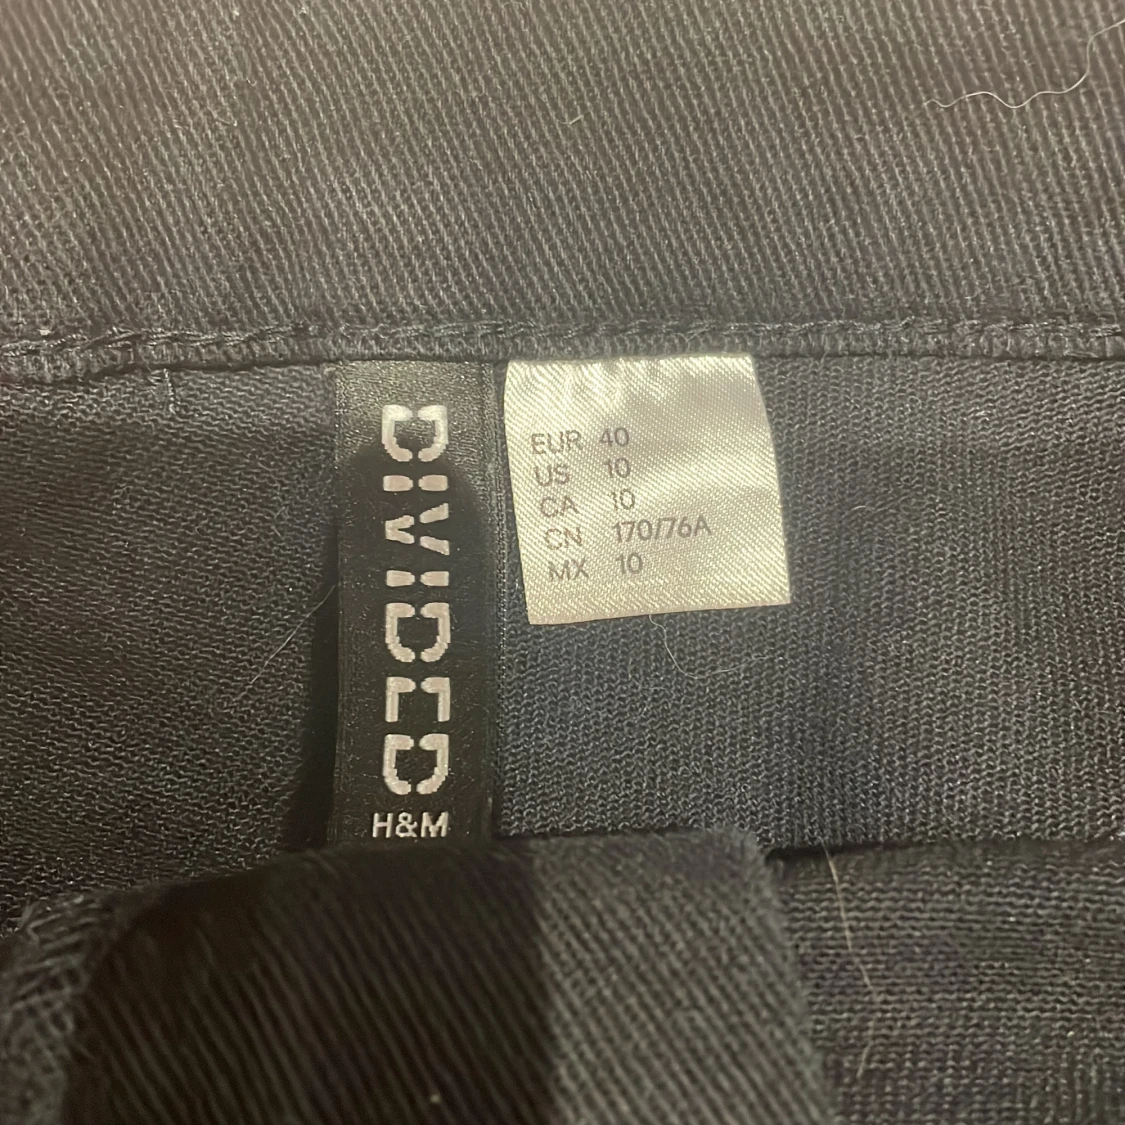 DIVIDED
H&M
EUR 40
US 10
CA 10
CN 170/76A
MX 10